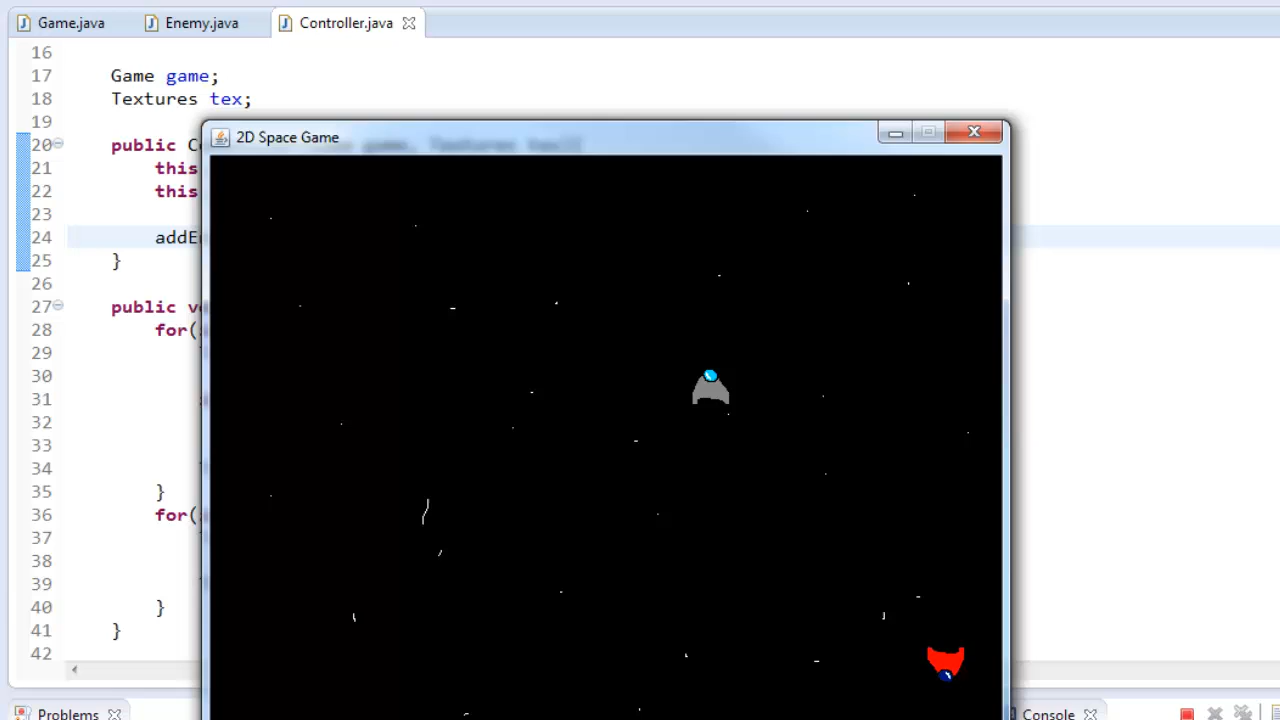 Game.java Enemy.java Controller.java
16
17 Game game;
18 Textures tex;
19
2D Space Game
20 public
21 this
22 this
23
24
25 }
26
27 public
28 for(
29
30
31
32
33
34
35 }
36 for(
37
38
39
40 }
41 }
42
Problems Console